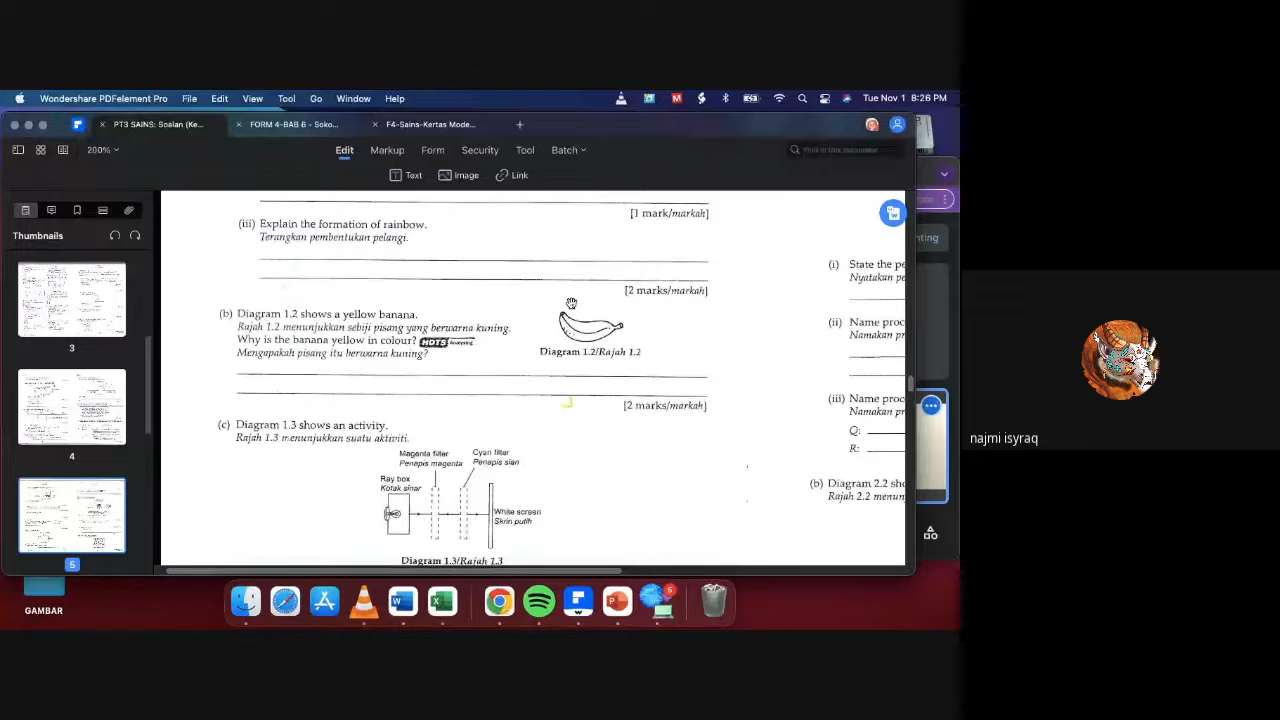 Wondershare PDFelement Pro File Edit View Tool Go Window Help Tue Nov 1 8:26 PM
PT3 SAINS: Soalan (Ke... FORM 4-BAB 6 - Soko... F4-Sains-Kertas Mode...
200% Edit Markup Form Security Tool Batch
Text Image Link
Thumbnails
3
4
5
[1 mark/markah]
(iii) Explain the formation of rainbow.
Terangkan pembentukan pelangi.
[2 marks/markah]
(b) Diagram 1.2 shows a yellow banana.
Rajah 1.2 menunjukkan sebiji pisang yang berwarna kuning.
Why is the banana yellow in colour? HOTS Analysing
Mengapakah pisang itu berwarna kuning?
Diagram 1.2/Rajah 1.2
[2 marks/markah]
(c) Diagram 1.3 shows an activity.
Rajah 1.3 menunjukkan suatu aktiviti.
Magenta filter
Penapis magenta
Cyan filter
Penapis sian
Ray box
Kotak sinar
White screen
Skrin putih
Diagram 1.3/Rajah 1.3
(i) State the pe
Nyatakan pe
(ii) Name proc
Namakan pr
(iii) Name proc
Namakan pr
Q:
R:
(b) Diagram 2.2 sho
Rajah 2.2 menun
nting
GAMBAR
najmi isyraq